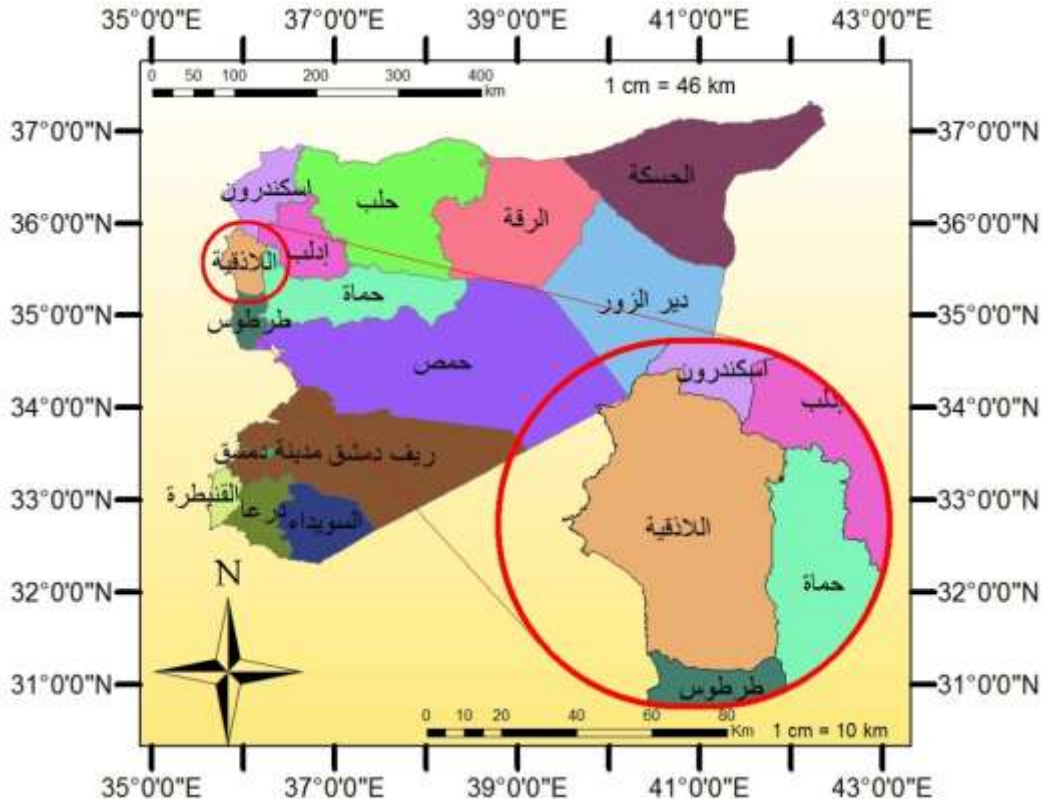 35°0'0"E 37°0'0"E 39°0'0"E 41°0'0"E 43°0'0"E
0 50 100 200 300 400
km
1 cm = 46 km
37°0'0"N 37°0'0"N
الحسكة
اسكندرون
حلب
الرقة
36°0'0"N 36°0'0"N
إدلب
اللاذقية
حماة
دير الزور
35°0'0"N 35°0'0"N
طرطوس
حمص
اسكندرون
إدلب
34°0'0"N 34°0'0"N
ريف دمشق مدينة دمشق
القنيطرة
درعا
السويداء
33°0'0"N 33°0'0"N
اللاذقية
حماة
32°0'0"N 32°0'0"N
N
31°0'0"N 31°0'0"N
طرطوس
0 10 20 40 60 80
Km
1 cm = 10 km
35°0'0"E 37°0'0"E 39°0'0"E 41°0'0"E 43°0'0"E